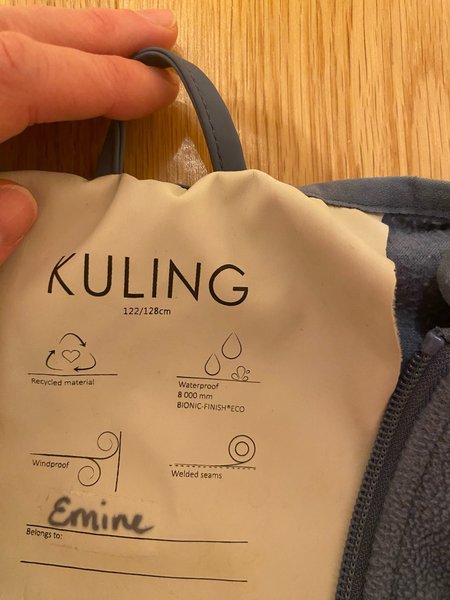 KULING
122/128cm
Recycled material
Waterproof
8 000 mm
BIONIC-FINISH®ECO
Windproof
Welded seams
Emine
Belongs to: